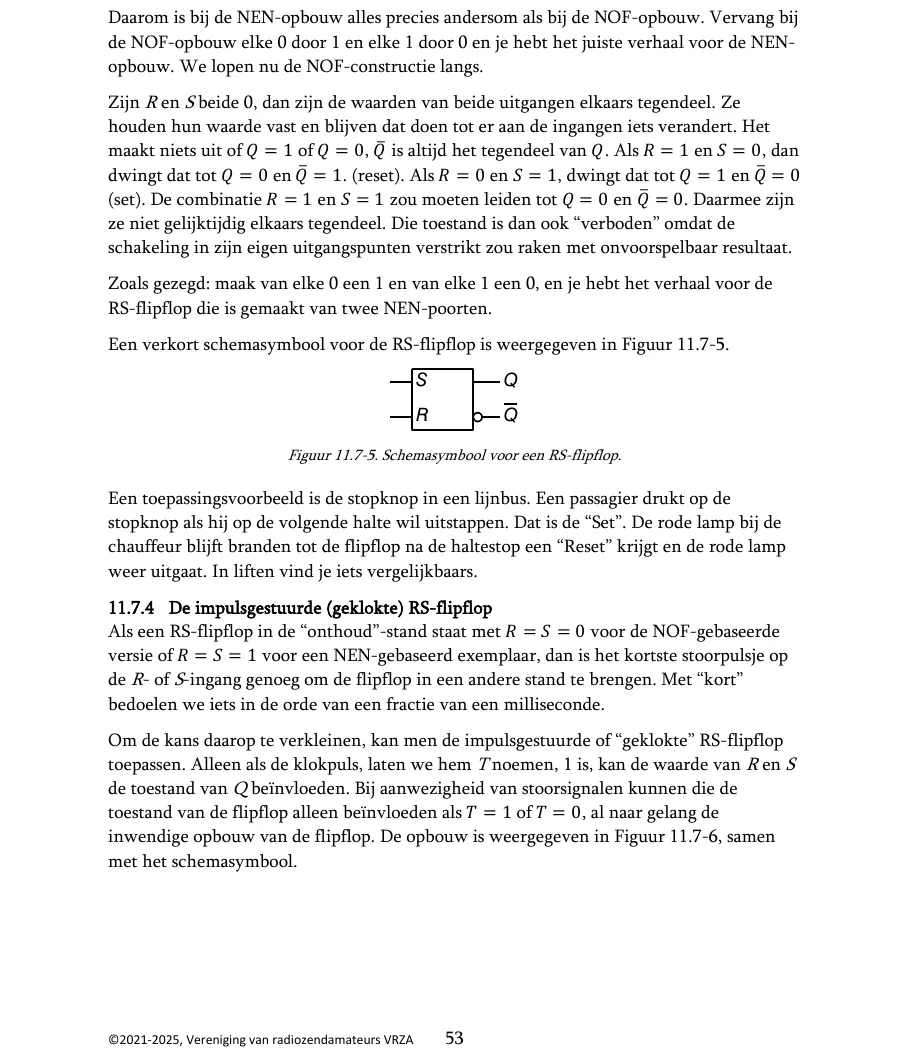 Daarom is bij de NEN-opbouw alles precies andersom als bij de NOF-opbouw. Vervang bij
de NOF-opbouw elke 0 door 1 en elke 1 door 0 en je hebt het juiste verhaal voor de NEN-
opbouw. We lopen nu de NOF-constructie langs.
Zijn R en S beide 0, dan zijn de waarden van beide uitgangen elkaars tegendeel. Ze
houden hun waarde vast en blijven dat doen tot er aan de ingangen iets verandert. Het
maakt niets uit of Q = 1 of Q = 0, Q̄ is altijd het tegendeel van Q. Als R = 1 en S = 0, dan
dwingt dat tot Q = 0 en Q̄ = 1. (reset). Als R = 0 en S = 1, dwingt dat tot Q = 1 en Q̄ = 0
(set). De combinatie R = 1 en S = 1 zou moeten leiden tot Q = 0 en Q̄ = 0. Daarmee zijn
ze niet gelijktijdig elkaars tegendeel. Die toestand is dan ook “verboden” omdat de
schakeling in zijn eigen uitgangspunten verstrikt zou raken met onvoorspelbaar resultaat.
Zoals gezegd: maak van elke 0 een 1 en van elke 1 een 0, en je hebt het verhaal voor de
RS-flipflop die is gemaakt van twee NEN-poorten.
Een verkort schemasymbool voor de RS-flipflop is weergegeven in Figuur 11.7-5.
S Q
R Q̄
Figuur 11.7-5. Schemasymbool voor een RS-flipflop.
Een toepassingsvoorbeeld is de stopknop in een lijnbus. Een passagier drukt op de
stopknop als hij op de volgende halte wil uitstappen. Dat is de “Set”. De rode lamp bij de
chauffeur blijft branden tot de flipflop na de haltestop een “Reset” krijgt en de rode lamp
weer uitgaat. In liften vind je iets vergelijkbaars.
11.7.4 De impulsgestuurde (geklokte) RS-flipflop
Als een RS-flipflop in de “onthoud”-stand staat met R = S = 0 voor de NOF-gebaseerde
versie of R = S = 1 voor een NEN-gebaseerd exemplaar, dan is het kortste stoorpulsje op
de R- of S-ingang genoeg om de flipflop in een andere stand te brengen. Met “kort”
bedoelen we iets in de orde van een fractie van een milliseconde.
Om de kans daarop te verkleinen, kan men de impulsgestuurde of “geklokte” RS-flipflop
toepassen. Alleen als de klokpuls, laten we hem T noemen, 1 is, kan de waarde van R en S
de toestand van Q beïnvloeden. Bij aanwezigheid van stoorsignalen kunnen die de
toestand van de flipflop alleen beïnvloeden als T = 1 of T = 0, al naar gelang de
inwendige opbouw van de flipflop. De opbouw is weergegeven in Figuur 11.7-6, samen
met het schemasymbool.
©2021-2025, Vereniging van radiozendamateurs VRZA 53